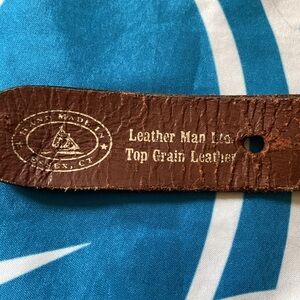 HAND MADE IN
ESSEX, CT
Leather Man Ltd.
Top Grain Leather